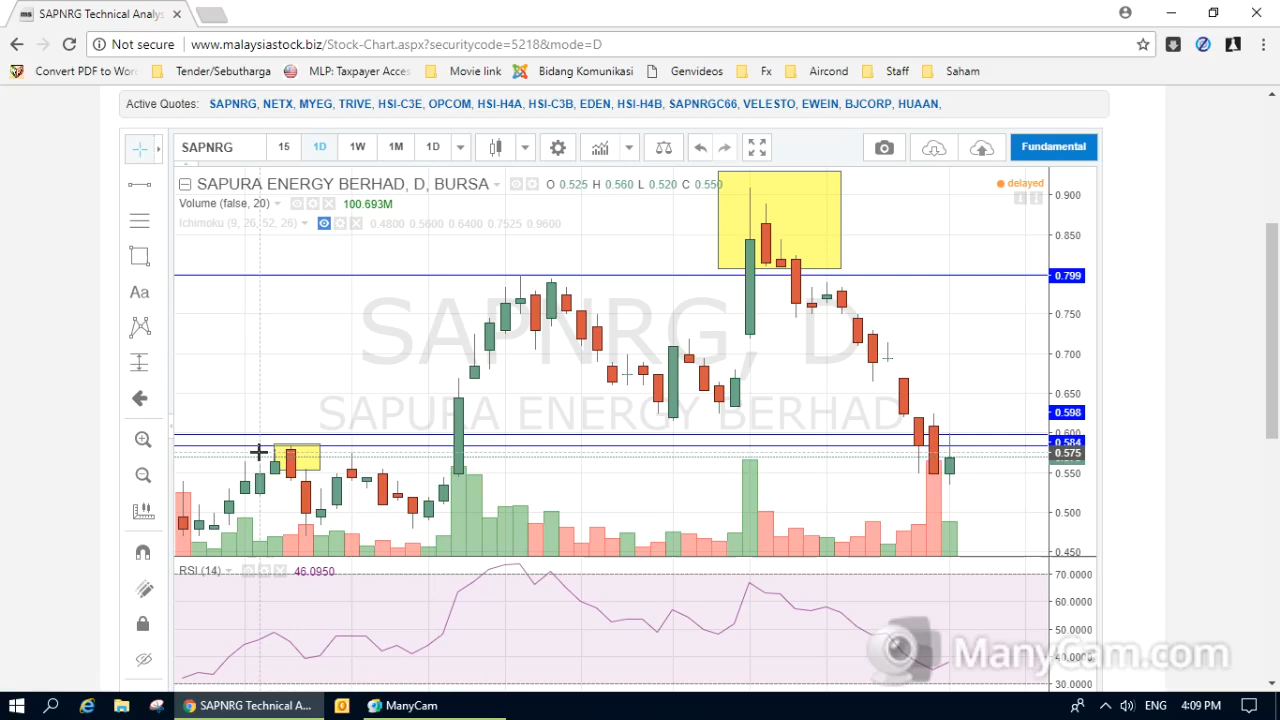 SAPNRG Technical Analys
Not secure www.malaysiastock.biz/Stock-Chart.aspx?securitycode=5218&mode=D
Convert PDF to Word Tender/Sebutharga MLP: Taxpayer Acces Movie link Bidang Komunikasi Genvideos Fx Aircond Staff Saham
Active Quotes: SAPNRG, NETX, MYEG, TRIVE, HSI-C3E, OPCOM, HSI-H4A, HSI-C3B, EDEN, HSI-H4B, SAPNRGC66, VELESTO, EWEIN, BJCORP, HUAAN,
SAPNRG 15 1D 1W 1M 1D Fundamental
SAPURA ENERGY BERHAD, D, BURSA O 0.525 H 0.560 L 0.520 C 0.550 delayed
Volume (false, 20) 100.693M
Ichimoku (9, 26, 52, 26) 0.4800 0.5600 0.6400 0.7525 0.9600
SAPNRG, D
SAPURA ENERGY BERHAD
0.900
0.850
0.799
0.750
0.700
0.650
0.598
0.600
0.584
0.575
0.550
0.500
0.450
RSI (14) 46.0950
70.0000
60.0000
50.0000
40.0000
30.0000
ManyCam.com
Aa
SAPNRG Technical A... ManyCam ENG 4:09 PM